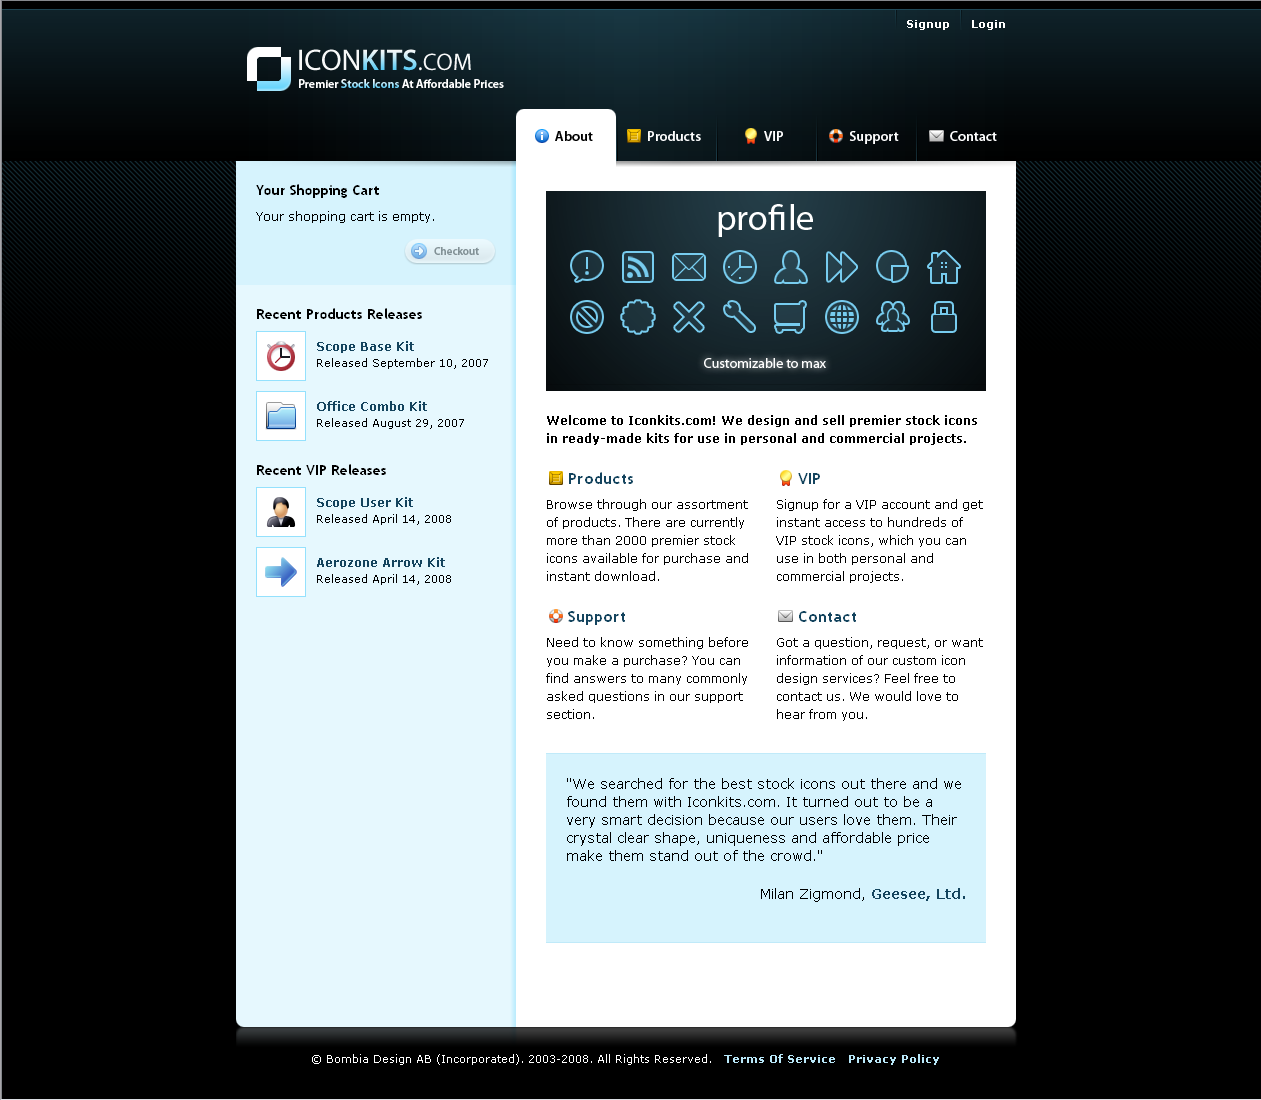 Signup Login
ICONKITS.COM
Premier Stock Icons At Affordable Prices
About Products VIP Support Contact
Your Shopping Cart
Your shopping cart is empty.
Checkout
Recent Products Releases
Scope Base Kit
Released September 10, 2007
Office Combo Kit
Released August 29, 2007
Recent VIP Releases
Scope User Kit
Released April 14, 2008
Aerozone Arrow Kit
Released April 14, 2008
profile
Customizable to max
Welcome to Iconkits.com! We design and sell premier stock icons
in ready-made kits for use in personal and commercial projects.
Products
Browse through our assortment
of products. There are currently
more than 2000 premier stock
icons available for purchase and
instant download.
VIP
Signup for a VIP account and get
instant access to hundreds of
VIP stock icons, which you can
use in both personal and
commercial projects.
Support
Need to know something before
you make a purchase? You can
find answers to many commonly
asked questions in our support
section.
Contact
Got a question, request, or want
information of our custom icon
design services? Feel free to
contact us. We would love to
hear from you.
"We searched for the best stock icons out there and we
found them with Iconkits.com. It turned out to be a
very smart decision because our users love them. Their
crystal clear shape, uniqueness and affordable price
make them stand out of the crowd."
Milan Zigmond, Geesee, Ltd.
© Bombia Design AB (Incorporated). 2003-2008. All Rights Reserved. Terms Of Service Privacy Policy